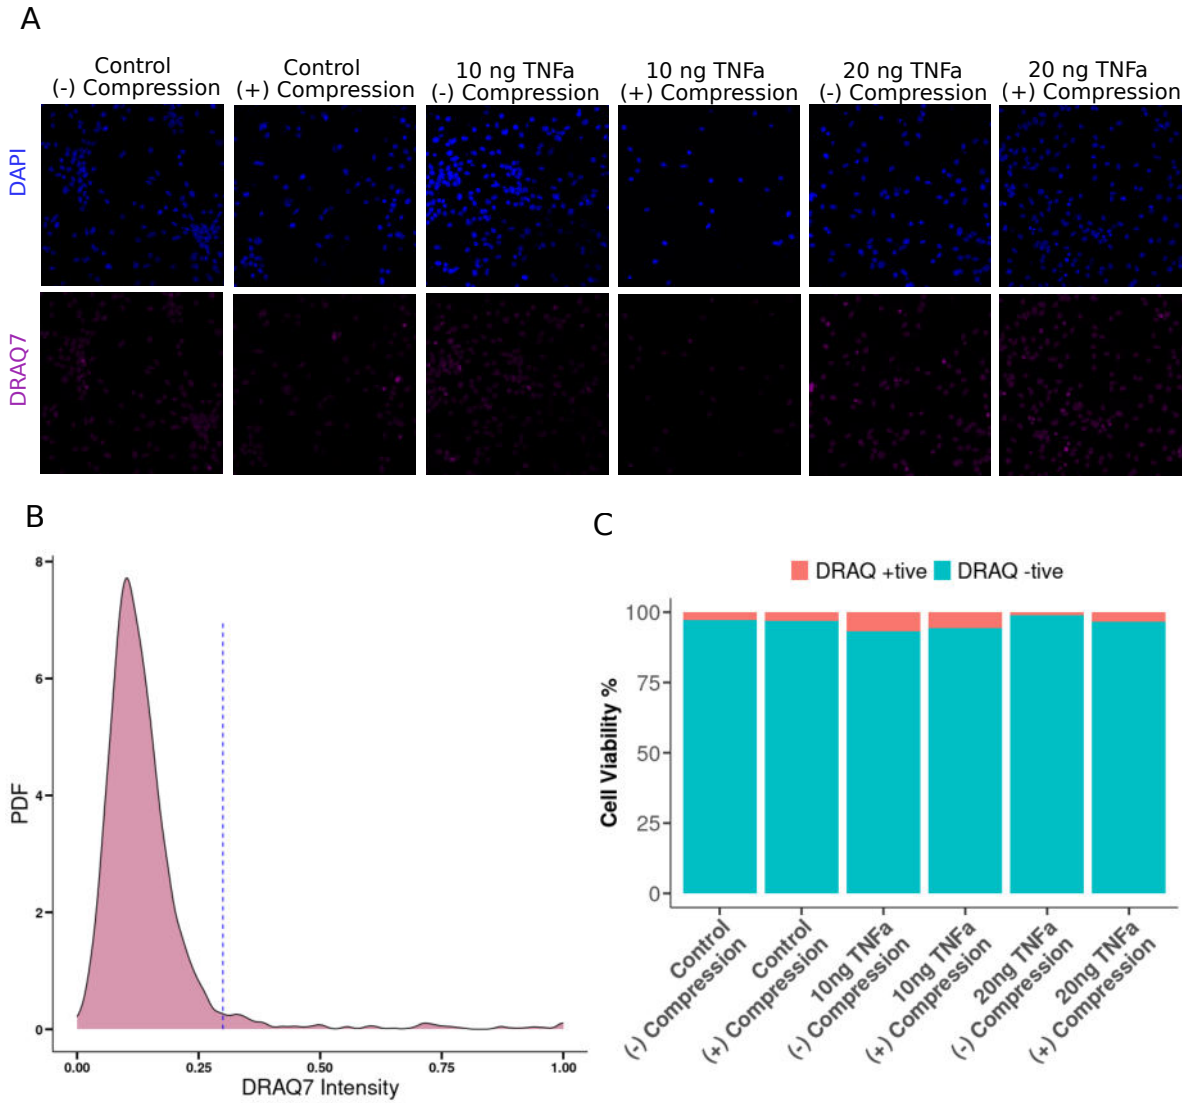 A
Control
(-) Compression
Control
(+) Compression
10 ng TNFa
(-) Compression
10 ng TNFa
(+) Compression
20 ng TNFa
(-) Compression
20 ng TNFa
(+) Compression
DAPI
DRAQ7
B
8
6
4
2
0
PDF
0.00
0.25
0.50
0.75
1.00
DRAQ7 Intensity
C
DRAQ +tive
DRAQ -tive
100
75
50
25
0
Cell Viability %
Control
(-) Compression
Control
(+) Compression
10ng TNFa
(-) Compression
10ng TNFa
(+) Compression
20ng TNFa
(-) Compression
20ng TNFa
(+) Compression